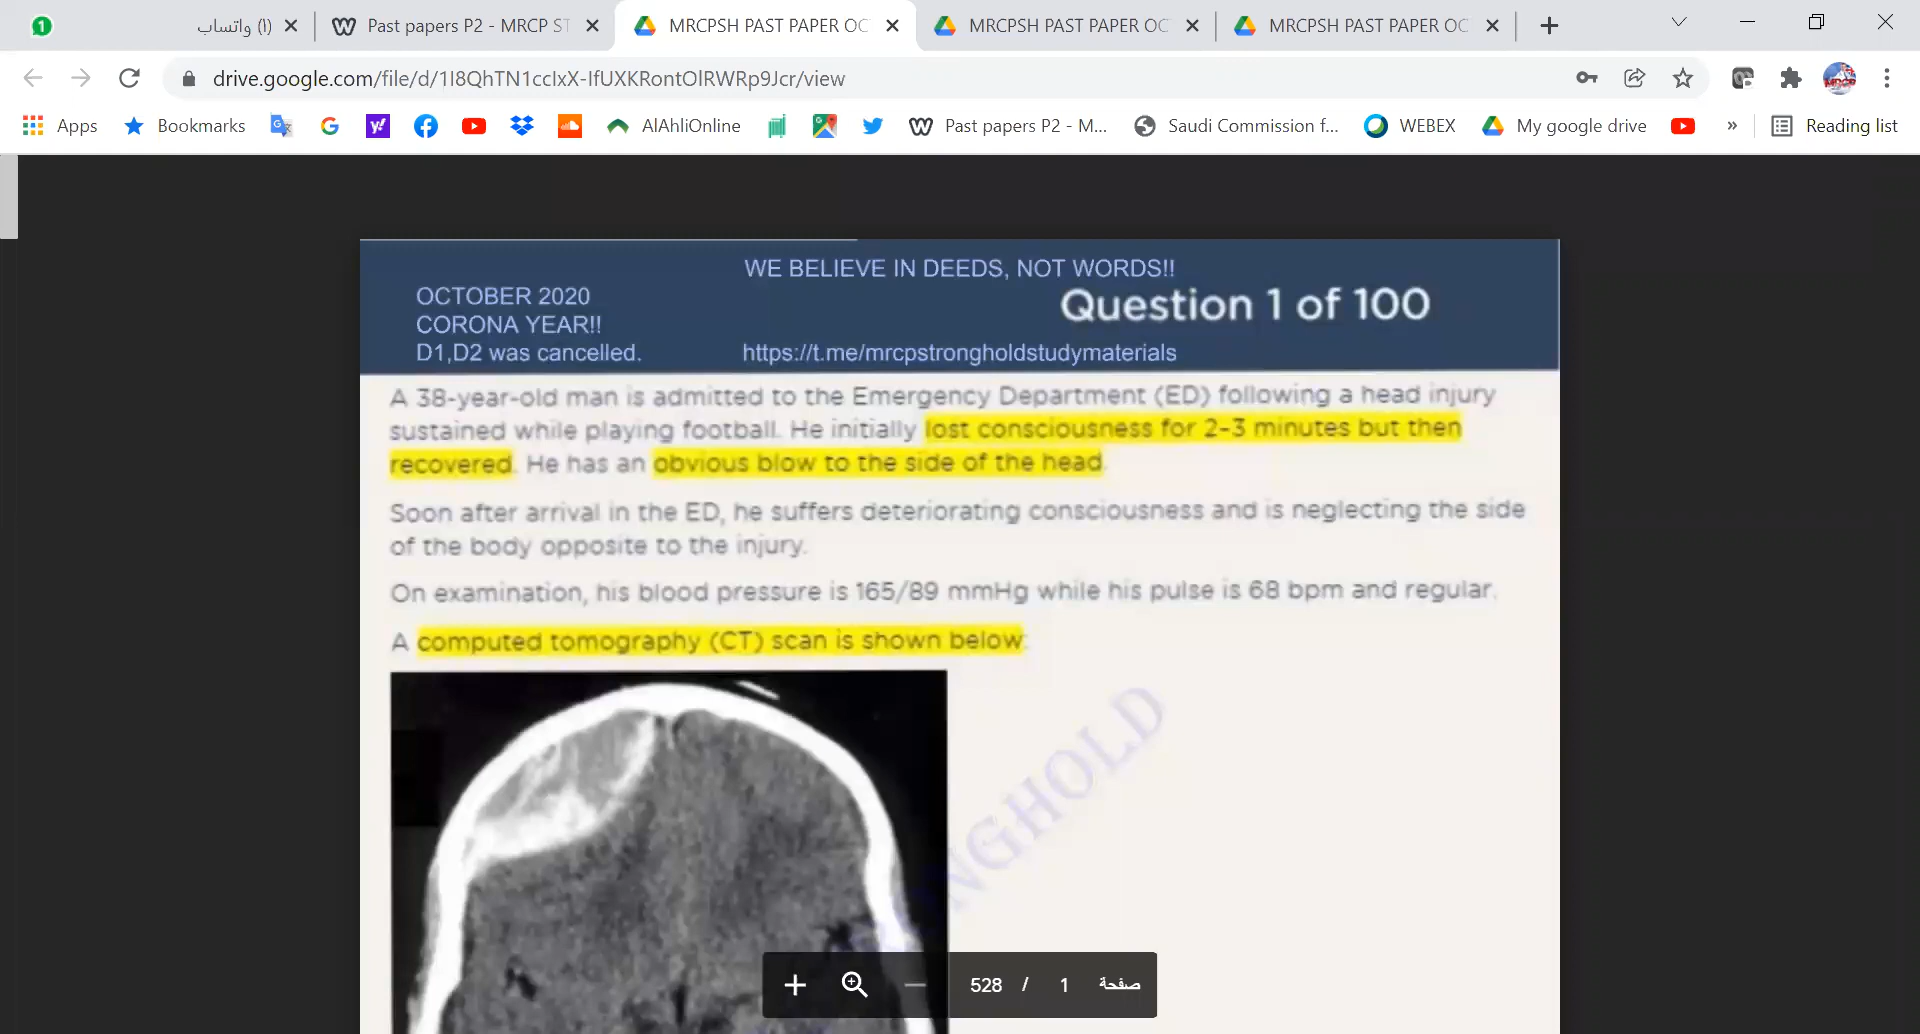 واتساب (1)
Past papers P2 - MRCP ST
MRCPSH PAST PAPER OC
MRCPSH PAST PAPER OC
MRCPSH PAST PAPER OC
drive.google.com/file/d/1I8QhTN1ccIxX-IfUXKRontOlRWRp9Jcr/view
Apps Bookmarks AlAhliOnline Past papers P2 - M... Saudi Commission f... WEBEX My google drive » Reading list
WE BELIEVE IN DEEDS, NOT WORDS!!
OCTOBER 2020
CORONA YEAR!!
D1,D2 was cancelled.
Question 1 of 100
https://t.me/mrcpstrongholdstudymaterials
A 38-year-old man is admitted to the Emergency Department (ED) following a head injury
sustained while playing football. He initially lost consciousness for 2-3 minutes but then
recovered. He has an obvious blow to the side of the head.
Soon after arrival in the ED, he suffers deteriorating consciousness and is neglecting the side
of the body opposite to the injury.
On examination, his blood pressure is 165/89 mmHg while his pulse is 68 bpm and regular.
A computed tomography (CT) scan is shown below:
صفحة 1 / 528